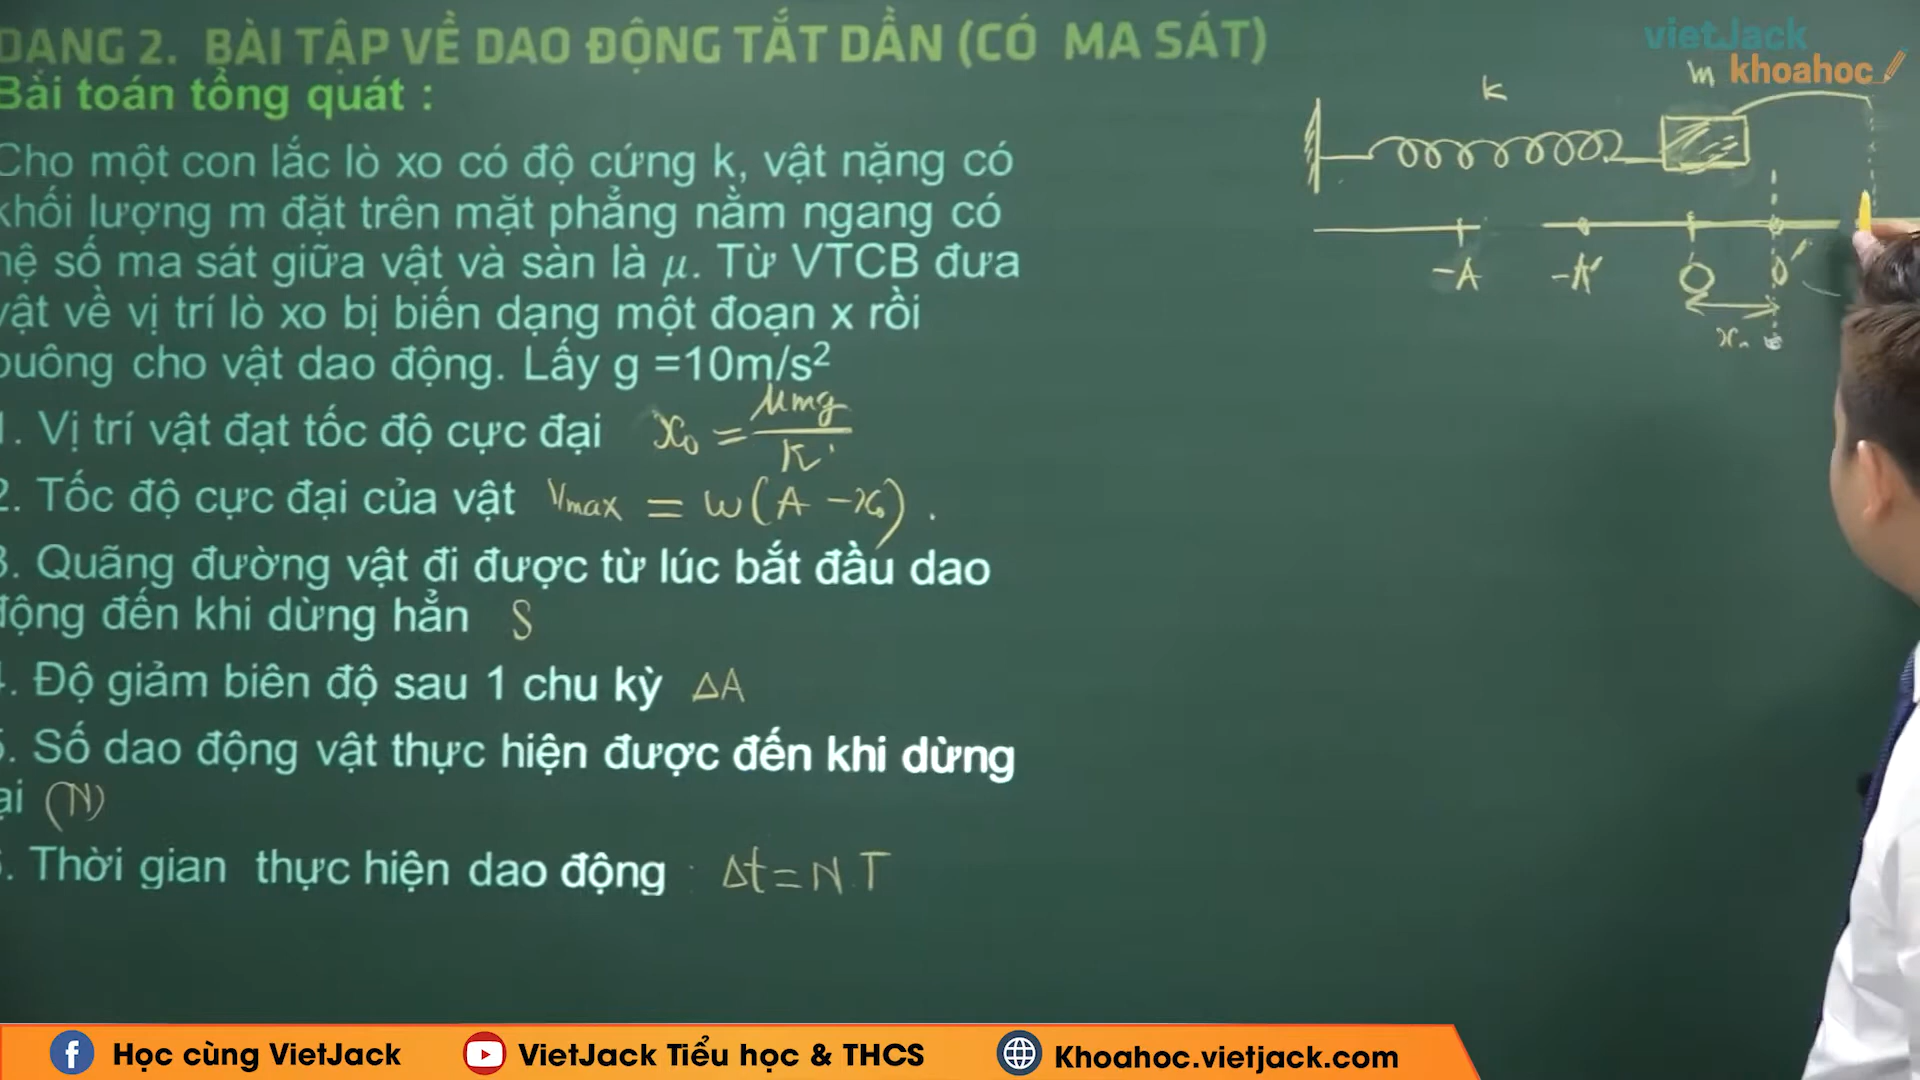 DẠNG 2. BÀI TẬP VỀ DAO ĐỘNG TẮT DẦN (CÓ MA SÁT)
Bài toán tổng quát :
Cho một con lắc lò xo có độ cứng k, vật nặng có
khối lượng m đặt trên mặt phẳng nằm ngang có
hệ số ma sát giữa vật và sàn là μ. Từ VTCB đưa
vật về vị trí lò xo bị biến dạng một đoạn x rồi
buông cho vật dao động. Lấy g =10m/s²
1. Vị trí vật đạt tốc độ cực đại x₀ = μmg/K
2. Tốc độ cực đại của vật Vmax = ω(A - x₀).
3. Quãng đường vật đi được từ lúc bắt đầu dao
động đến khi dừng hẳn S
4. Độ giảm biên độ sau 1 chu kỳ ΔA
5. Số dao động vật thực hiện được đến khi dừng
lại (N)
6. Thời gian thực hiện dao động : Δt = N.T
vietJack
khoahoc
k
m
-A -A' O O'
x₀
Học cùng VietJack
VietJack Tiểu học & THCS
Khoahoc.vietjack.com